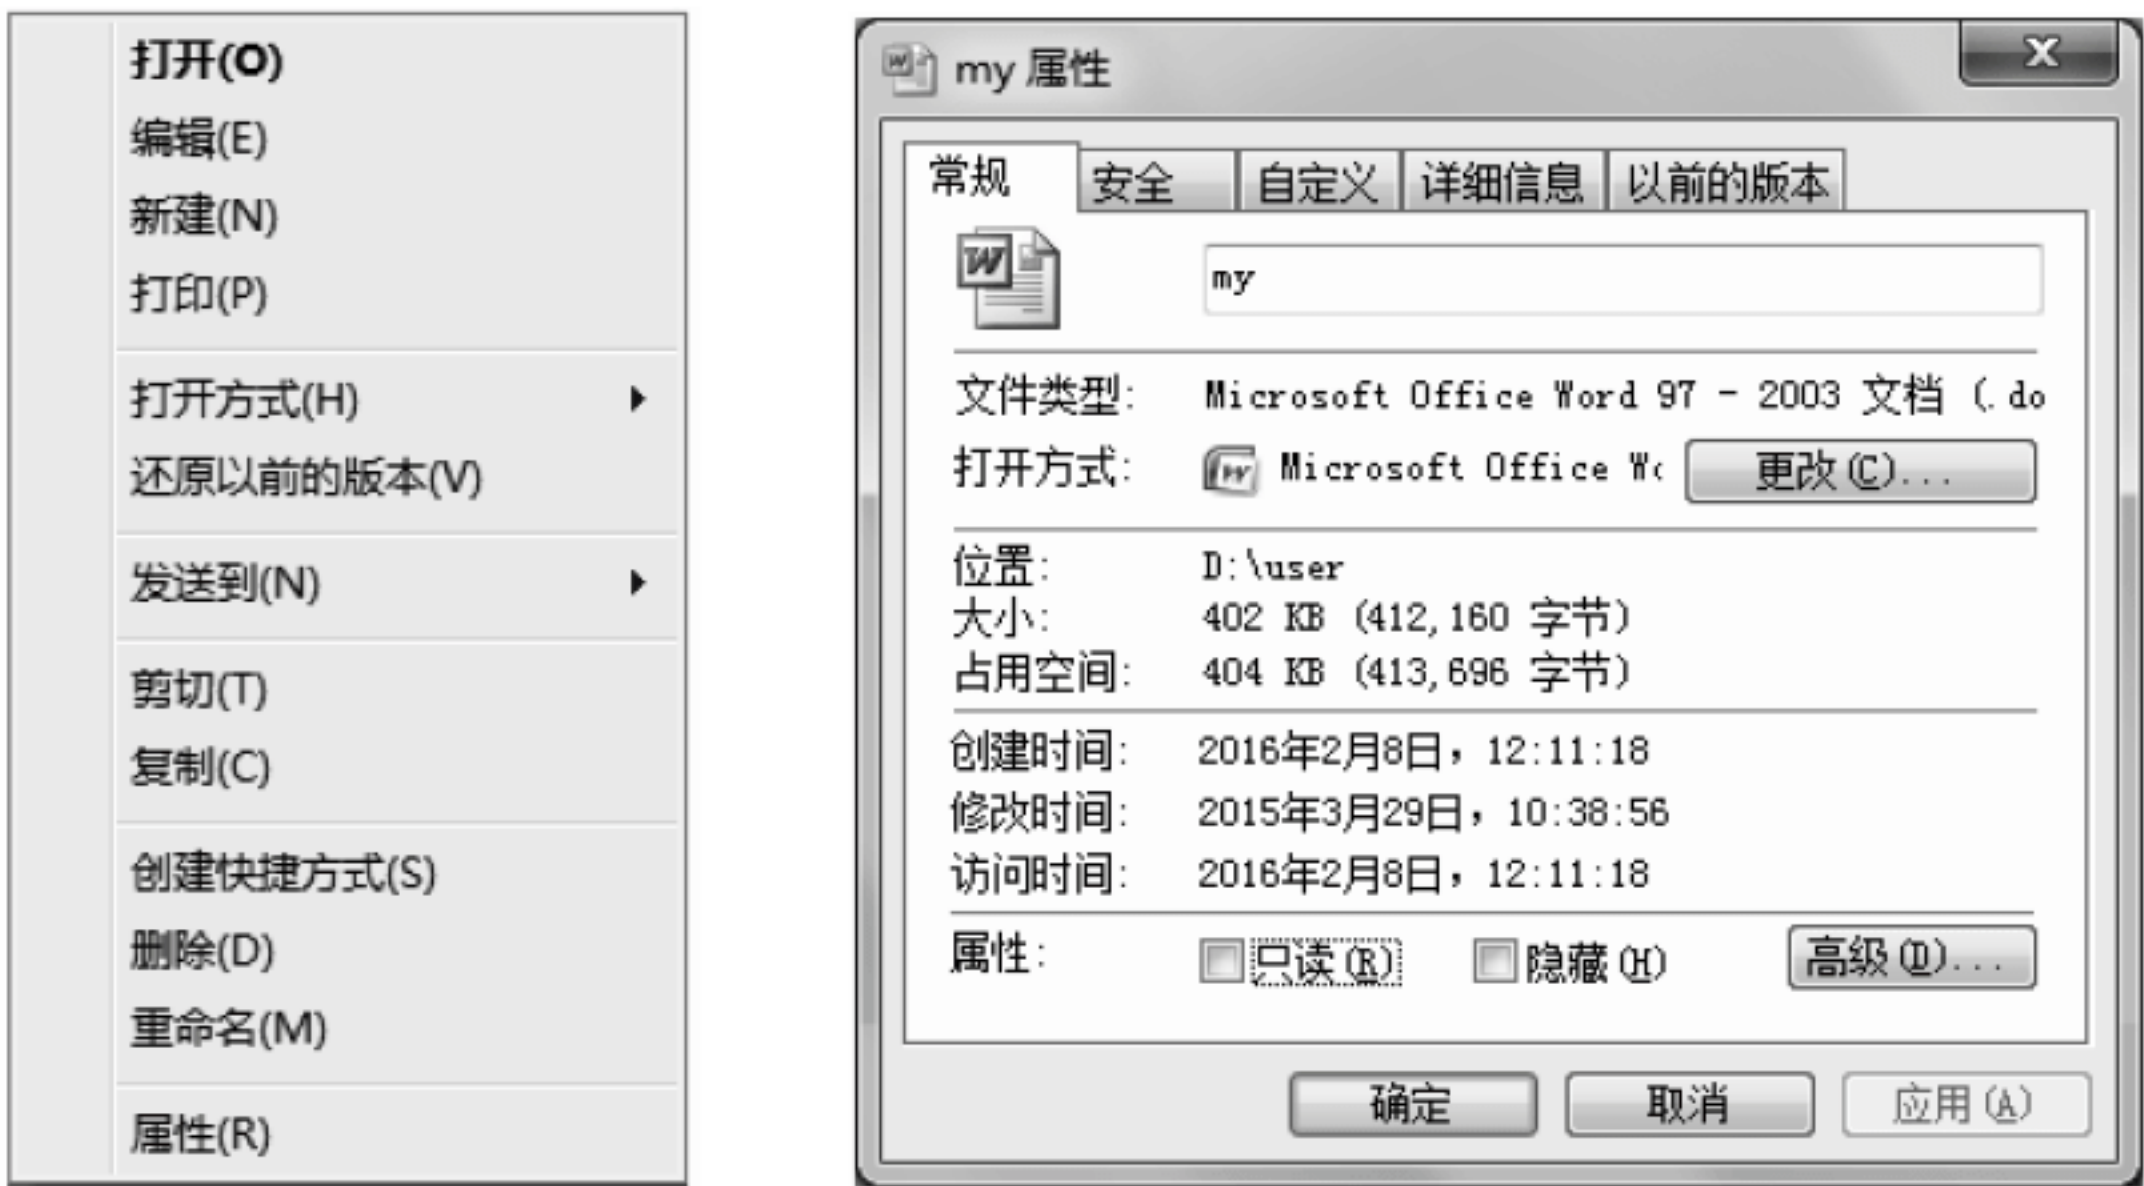 打开(O)
编辑(E)
新建(N)
打印(P)
打开方式(H)
还原以前的版本(V)
发送到(N)
剪切(T)
复制(C)
创建快捷方式(S)
删除(D)
重命名(M)
属性(R)
my 属性
常规 安全 自定义 详细信息 以前的版本
my
文件类型: Microsoft Office Word 97 - 2003 文档 (.do
打开方式: Microsoft Office Wo 更改(C)...
位置: D:\user
大小: 402 KB (412,160 字节)
占用空间: 404 KB (413,696 字节)
创建时间: 2016年2月8日，12:11:18
修改时间: 2015年3月29日，10:38:56
访问时间: 2016年2月8日，12:11:18
属性: 只读(R) 隐藏(H) 高级(D)...
确定 取消 应用(A)